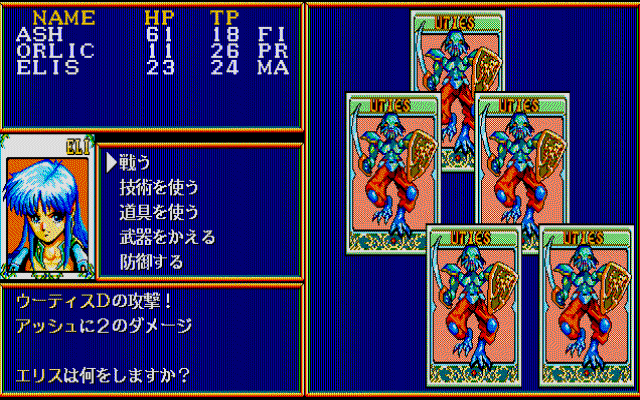 NAME HP TP
ASH 61 18 FI
ORLIC 11 26 PR
ELIS 23 24 MA
ELI
戦う
技術を使う
道具を使う
武器をかえる
防御する
ウーティスDの攻撃!
アッシュに2のダメージ
エリスは何をしますか?
UTIES
UTIES
UTIES
UTIES
UTIES